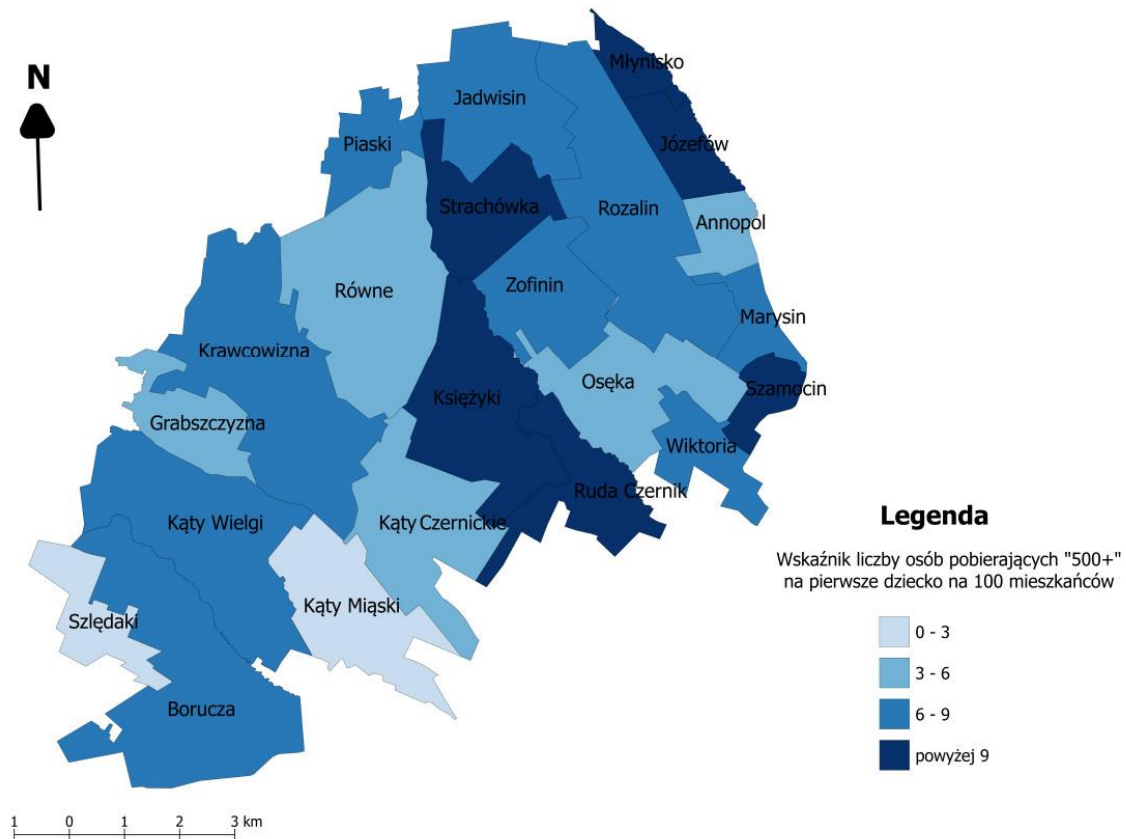 N
Młynisko
Jadwisin
Józefów
Piaski
Strachówka
Rozalin
Annopol
Zofinin
Równe
Marysin
Krawcowizna
Osęka
Szamocin
Księżyki
Grabszczyzna
Wiktoria
Ruda Czernik
Kąty Wielgi
Kąty Czernickie
Kąty Miąski
Szlędaki
Borucza
Legenda
Wskaźnik liczby osób pobierających "500+"
na pierwsze dziecko na 100 mieszkańców
0 - 3
3 - 6
6 - 9
powyżej 9
1 0 1 2 3 km